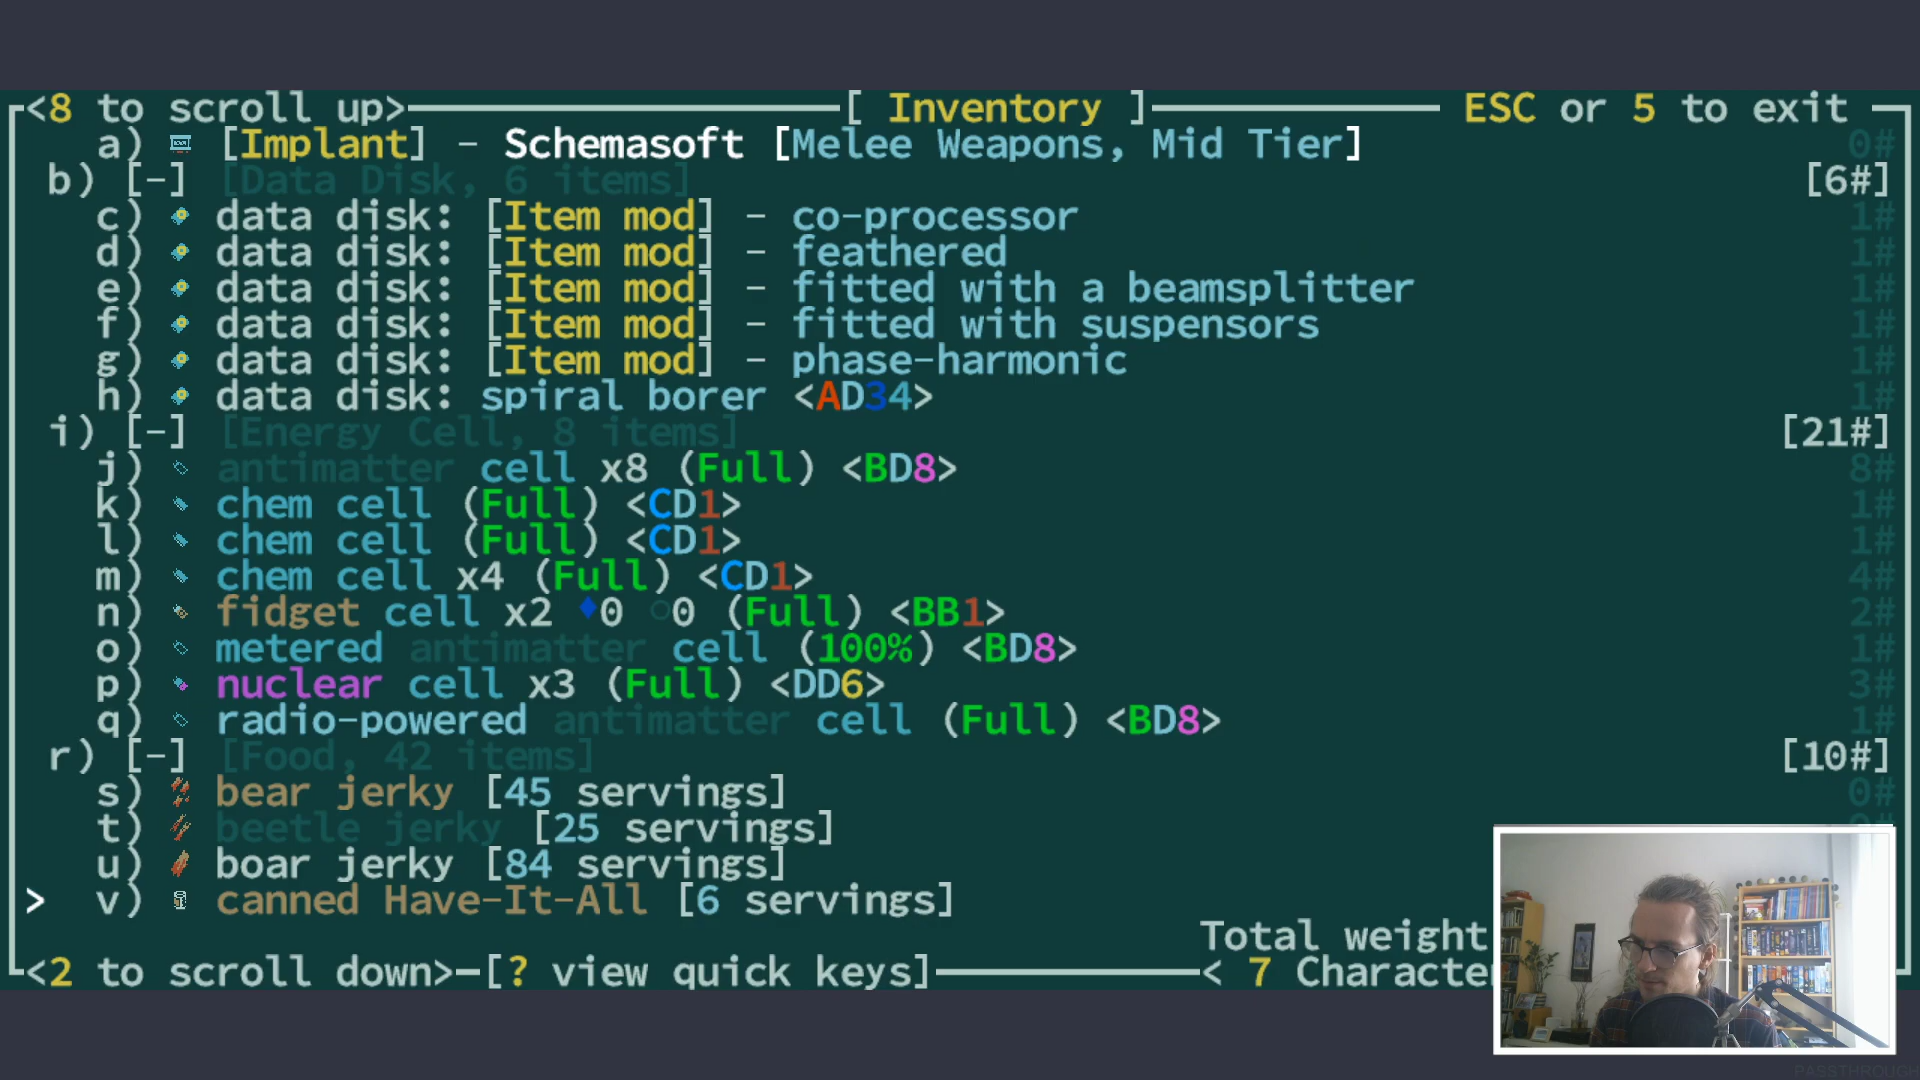 <8 to scroll up> [ Inventory ] ESC or 5 to exit
a) [Implant] - Schemasoft [Melee Weapons, Mid Tier] 0#
b) [-] [Data Disk, 6 items] [6#]
c) data disk: [Item mod] - co-processor 1#
d) data disk: [Item mod] - feathered 1#
e) data disk: [Item mod] - fitted with a beamsplitter 1#
f) data disk: [Item mod] - fitted with suspensors 1#
g) data disk: [Item mod] - phase-harmonic 1#
h) data disk: spiral borer <AD34> 1#
i) [-] [Energy Cell, 8 items] [21#]
j) antimatter cell x8 (Full) <BD8> 8#
k) chem cell (Full) <CD1> 1#
l) chem cell (Full) <CD1> 1#
m) chem cell x4 (Full) <CD1> 4#
n) fidget cell x2 ♦0 ○0 (Full) <BB1> 2#
o) metered antimatter cell (100%) <BD8> 1#
p) nuclear cell x3 (Full) <DD6> 3#
q) radio-powered antimatter cell (Full) <BD8> 1#
r) [-] [Food, 42 items] [10#]
s) bear jerky [45 servings] 0#
t) beetle jerky [25 servings]
u) boar jerky [84 servings]
> v) canned Have-It-All [6 servings]
Total weight
<2 to scroll down> [? view quick keys] < 7 Characte
PASSTHROUGH